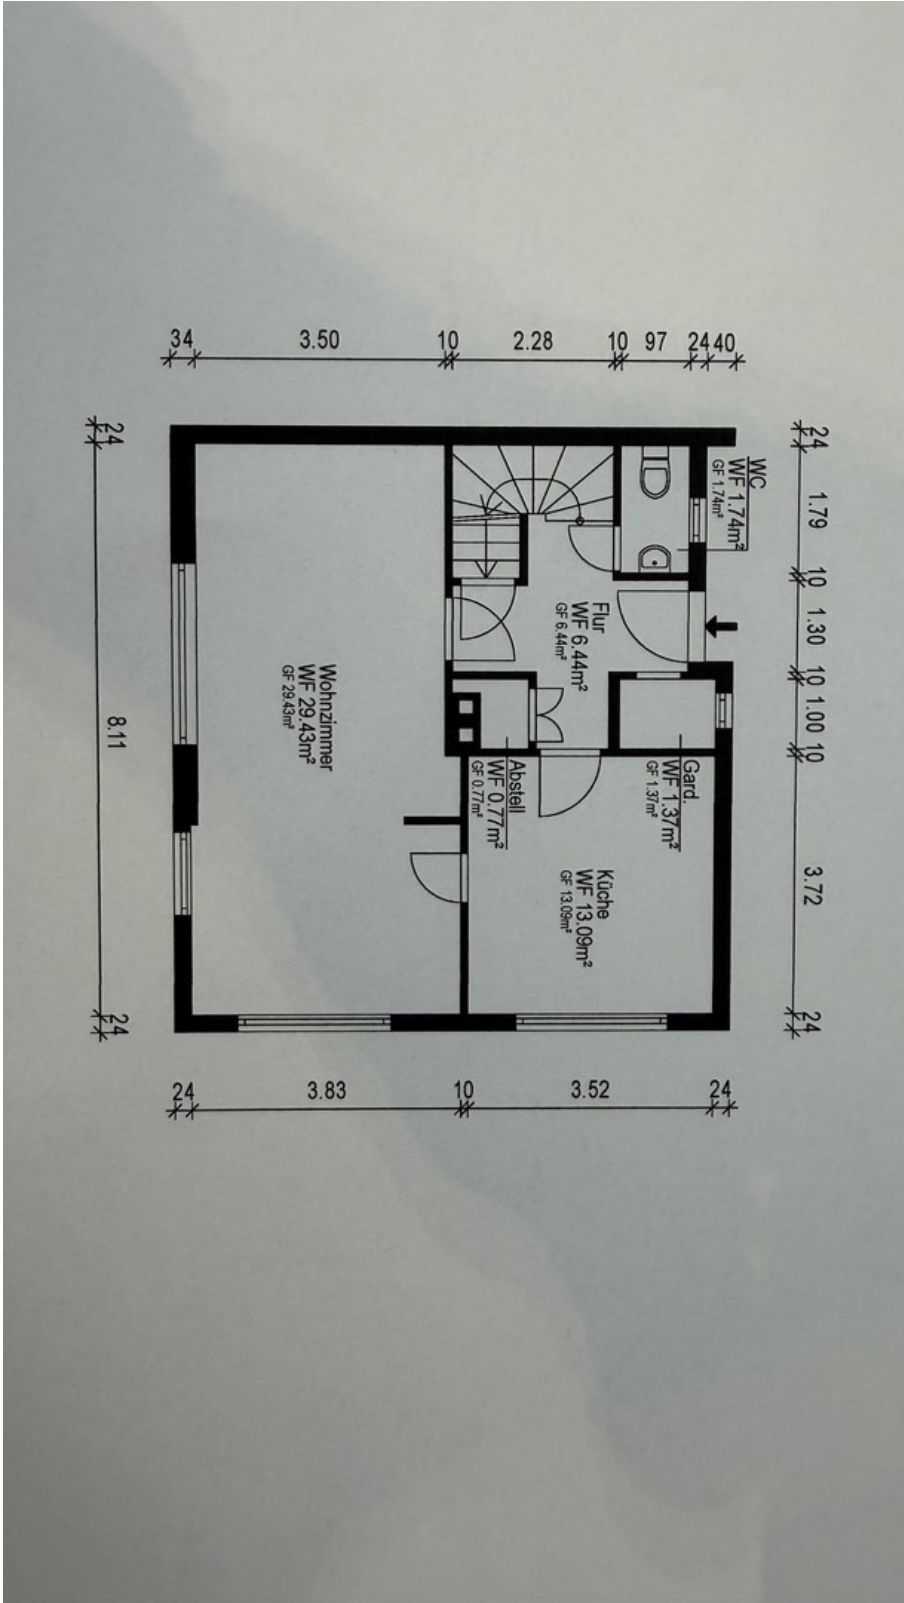 34 3.50 10 2.28 10 97 24 40
24 1.79 10 1.30 10 1.00 10 3.72 24
WC
WF 1.74m²
GF 1.74m²
Flur
WF 6.44m²
GF 6.44m²
Gard.
WF 1.37m²
GF 1.37m²
Abstell
WF 0.77m²
GF 0.77m²
Küche
WF 13.09m²
GF 13.09m²
Wohnzimmer
WF 29.43m²
GF 29.43m²
24 8.11 24
24 3.83 10 3.52 24